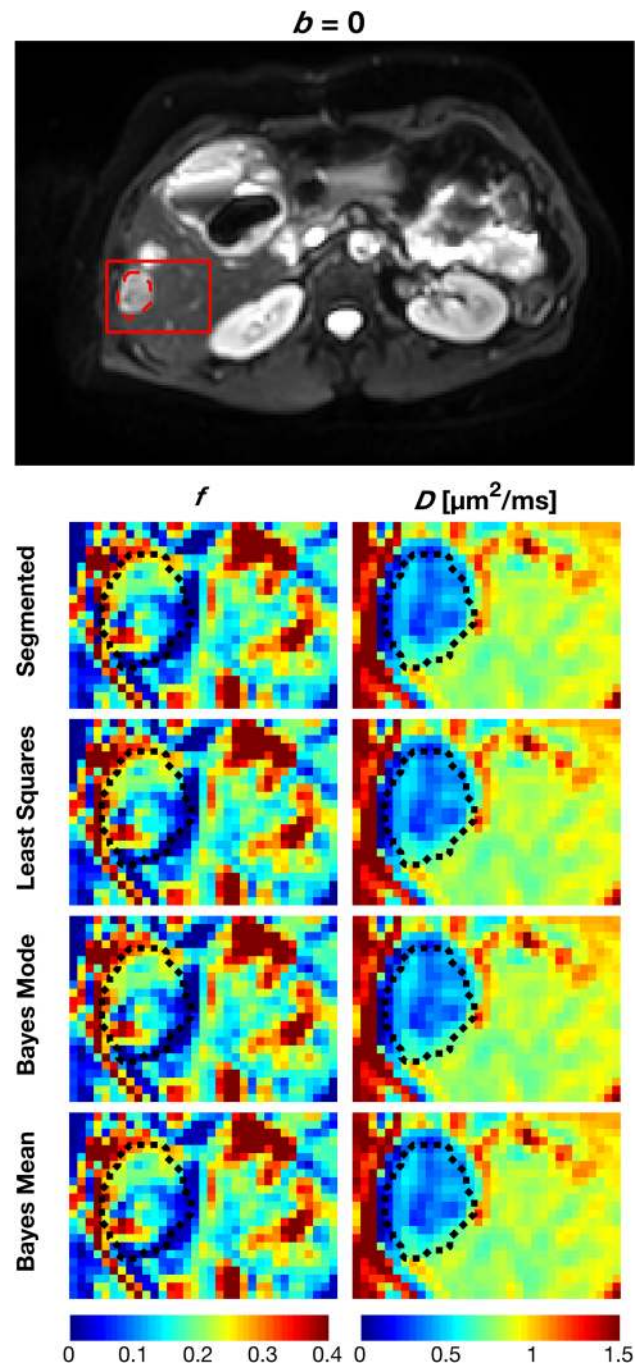 b = 0
f D [µm²/ms]
Segmented
Least Squares
Bayes Mode
Bayes Mean
0 0.1 0.2 0.3 0.4 0 0.5 1 1.5